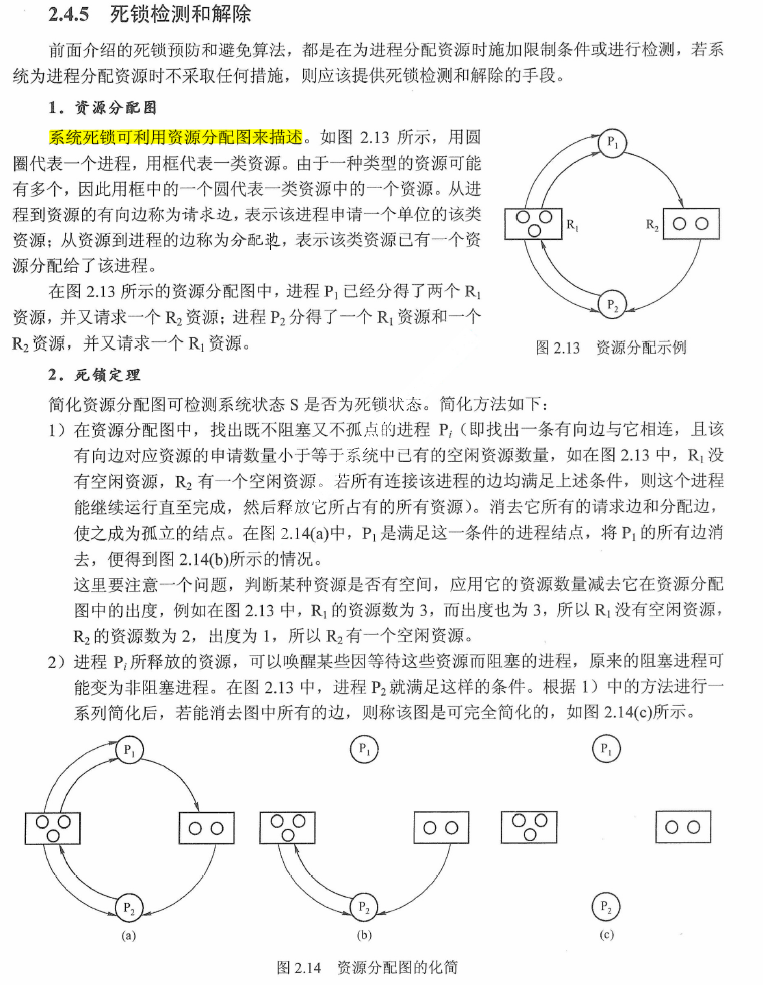 2.4.5 死锁检测和解除
前面介绍的死锁预防和避免算法，都是在为进程分配资源时施加限制条件或进行检测，若系
统为进程分配资源时不采取任何措施，则应该提供死锁检测和解除的手段。
1．资源分配图
系统死锁可利用资源分配图来描述。如图 2.13 所示，用圆
圈代表一个进程，用框代表一类资源。由于一种类型的资源可能
有多个，因此用框中的一个圆代表一类资源中的一个资源。从进
程到资源的有向边称为请求边，表示该进程申请一个单位的该类
资源；从资源到进程的边称为分配边，表示该类资源已有一个资
源分配给了该进程。
在图 2.13 所示的资源分配图中，进程 P₁ 已经分得了两个 R₁
资源，并又请求一个 R₂ 资源；进程 P₂ 分得了一个 R₁ 资源和一个
R₂ 资源，并又请求一个 R₁ 资源。
P₁
R₁
R₂
P₂
图 2.13 资源分配示例
2．死锁定理
简化资源分配图可检测系统状态 S 是否为死锁状态。简化方法如下：
1）在资源分配图中，找出既不阻塞又不孤点的进程 Pᵢ（即找出一条有向边与它相连，且该
有向边对应资源的申请数量小于等于系统中已有的空闲资源数量，如在图 2.13 中，R₁ 没
有空闲资源，R₂ 有一个空闲资源。若所有连接该进程的边均满足上述条件，则这个进程
能继续运行直至完成，然后释放它所占有的所有资源）。消去它所有的请求边和分配边，
使之成为孤立的结点。在图 2.14(a)中，P₁ 是满足这一条件的进程结点，将 P₁ 的所有边消
去，便得到图 2.14(b)所示的情况。
这里要注意一个问题，判断某种资源是否有空间，应用它的资源数量减去它在资源分配
图中的出度，例如在图 2.13 中，R₁ 的资源数为 3，而出度也为 3，所以 R₁ 没有空闲资源，
R₂ 的资源数为 2，出度为 1，所以 R₂ 有一个空闲资源。
2）进程 Pᵢ 所释放的资源，可以唤醒某些因等待这些资源而阻塞的进程，原来的阻塞进程可
能变为非阻塞进程。在图 2.13 中，进程 P₂ 就满足这样的条件。根据 1）中的方法进行一
系列简化后，若能消去图中所有的边，则称该图是可完全简化的，如图 2.14(c)所示。
P₁ P₁ P₁
P₂ P₂ P₂
(a) (b) (c)
图 2.14 资源分配图的化简